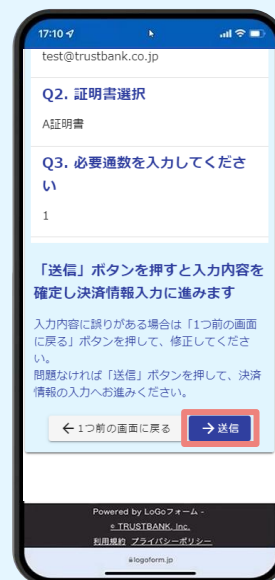 17:10
test@trustbank.co.jp
Q2. 証明書選択
A証明書
Q3. 必要通数を入力してくださ
い
1
「送信」ボタンを押すと入力内容を
確定し決済情報入力に進みます
入力内容に誤りがある場合は「1つ前の画面
に戻る」ボタンを押して、修正してくださ
い。
問題なければ「送信」ボタンを押して、決済
情報の入力へお進みください。
←1つ前の画面に戻る
→送信
Powered by LoGoフォーム -
© TRUSTBANK, Inc.
利用規約 プライバシーポリシー
logoform.jp